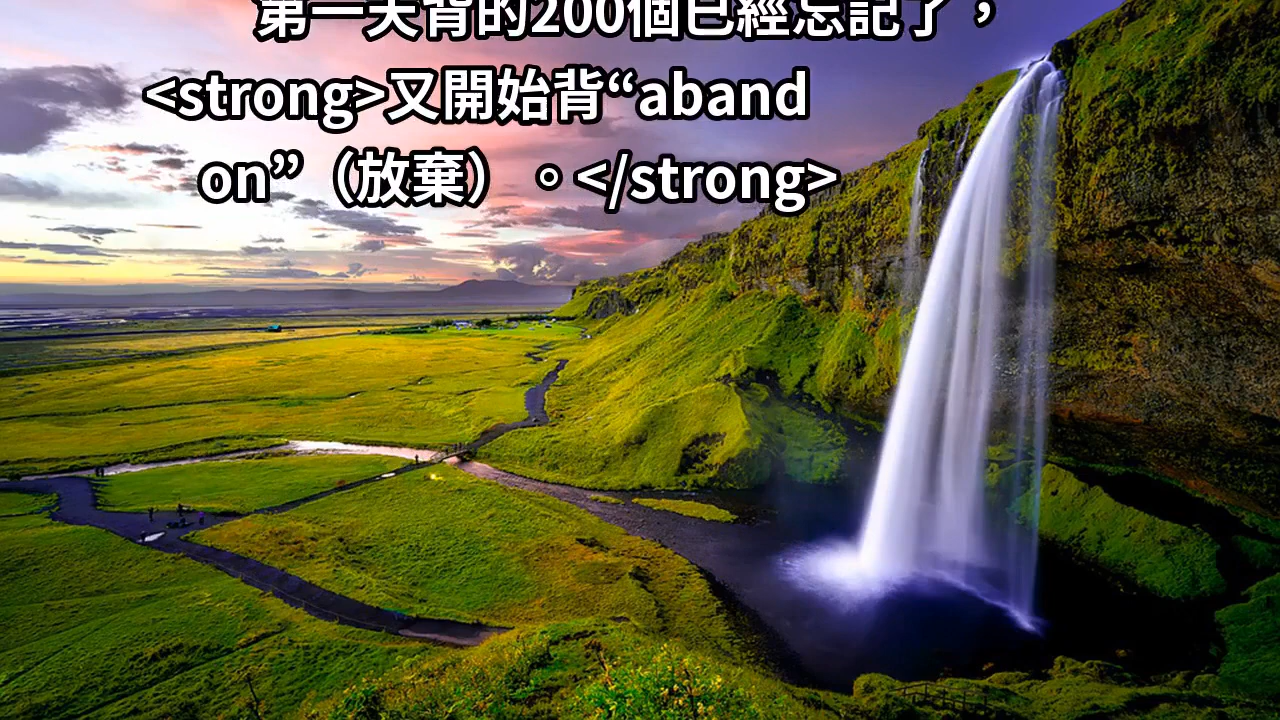 第一天背的200個已經忘記了，
<strong>又開始背“aband
on”（放棄）。</strong>